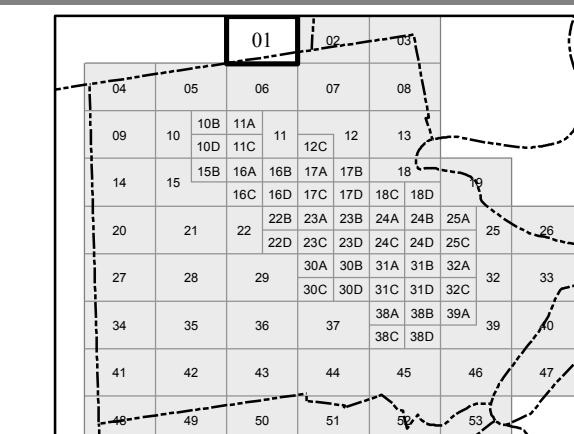 01 02 03
04 05 06 07 08
10B 11A
09 10 11 12 13
10D 11C 12C
15B 16A 16B 17A 17B 18
14 15 19
16C 16D 17C 17D 18C 18D
22B 23A 23B 24A 24B 25A
20 21 22 25 26
22D 23C 23D 24C 24D 25C
30A 30B 31A 31B 32A
27 28 29 32 33
30C 30D 31C 31D 32C
38A 38B 39A
34 35 36 37 39 40
38C 38D
41 42 43 44 45 46 47
48 49 50 51 52 53